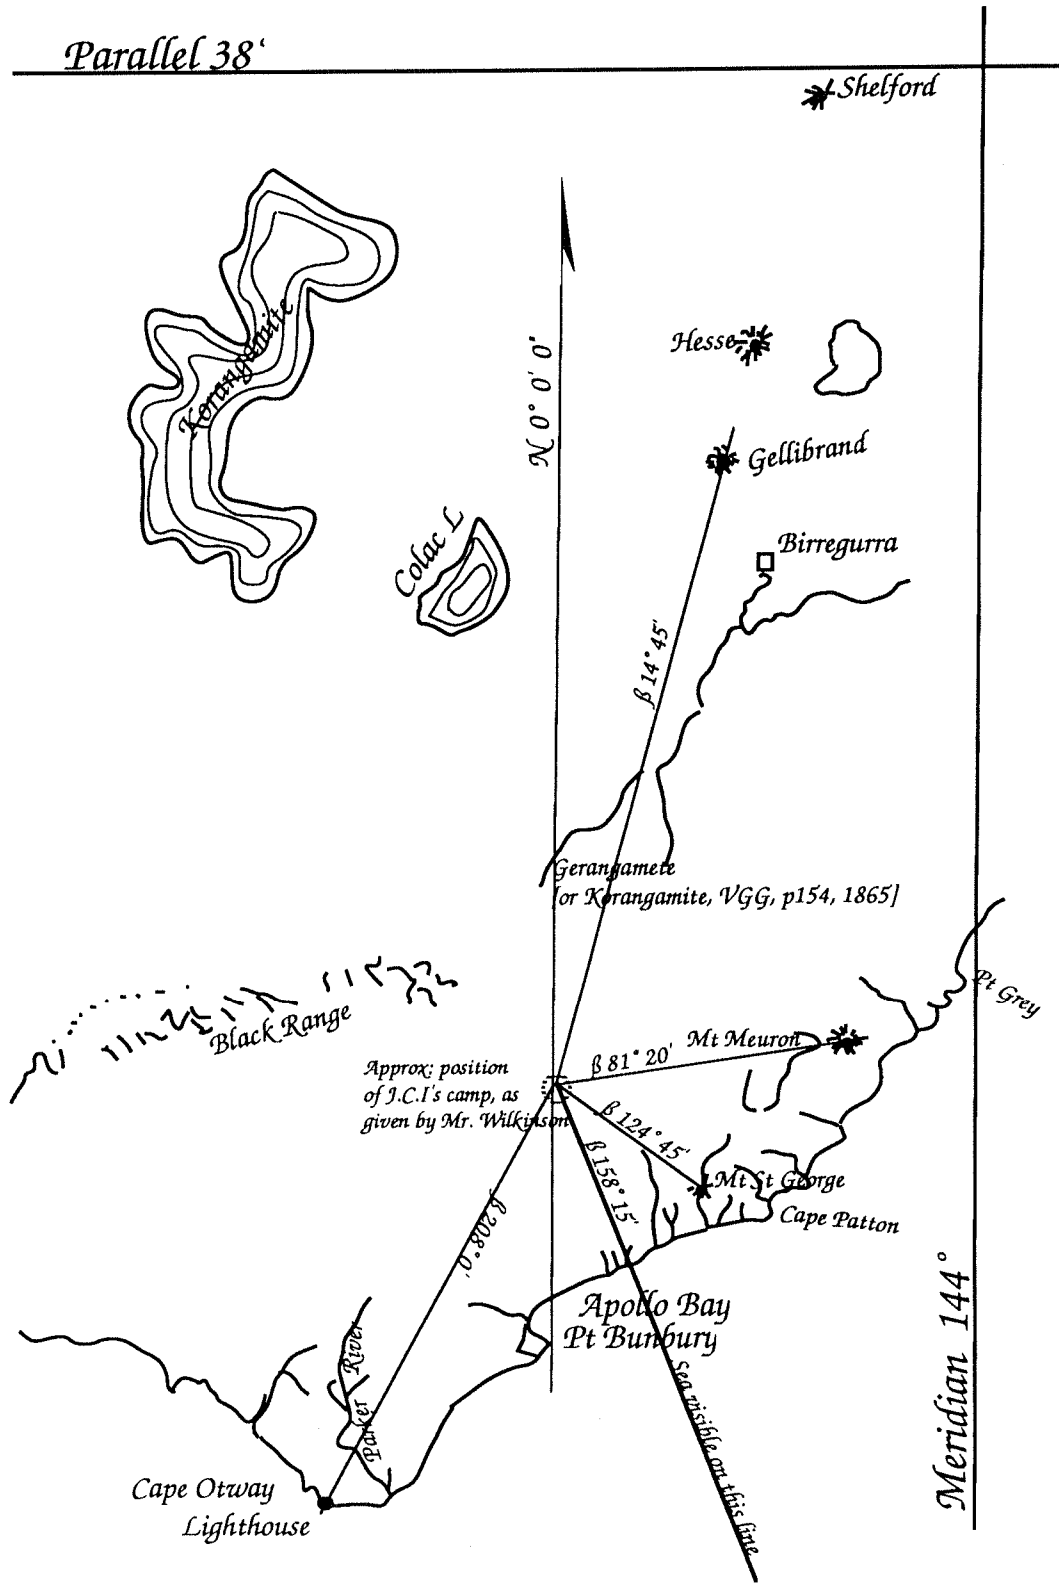 Parallel 38‘
Shelford
Korangamite
N 0° 0' 0"
Hesse
Gellibrand
Colac L
Birregurra
β 14° 45'
Gerangamete
[or Korangamite, VGG, p154, 1865]
Pt Grey
Black Range
Mt Meuron
β 81° 20'
Approx: position
of J.C.I's camp, as
given by Mr. Wilkinson
β 124° 45'
β 158° 15'
Mt St George
Cape Patton
β 208° 0'
Apollo Bay
Pt Bunbury
Parker River
Sea visible on this line
Meridian 144°
Cape Otway
Lighthouse